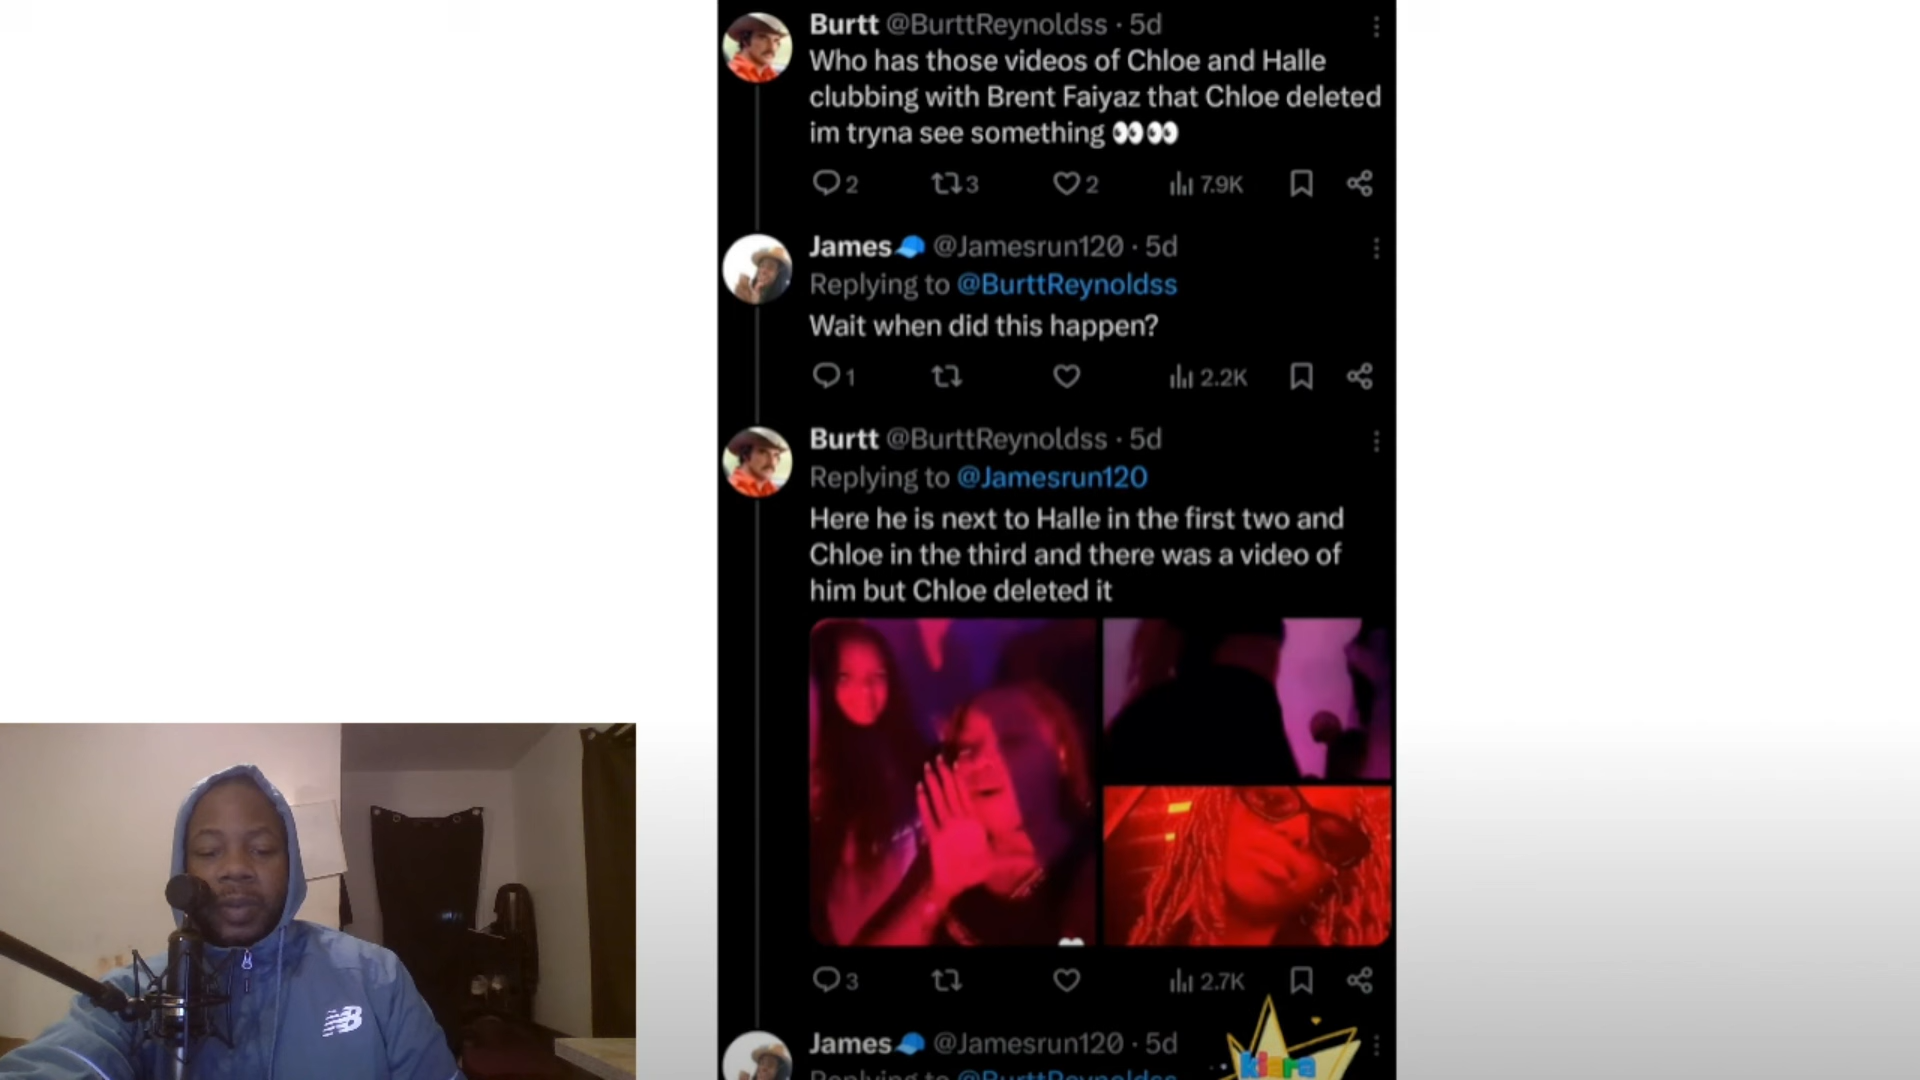 Burtt @BurttReynoldss · 5d
Who has those videos of Chloe and Halle
clubbing with Brent Faiyaz that Chloe deleted
im tryna see something 👀👀
2 3 2 7.9K
James🧢 @Jamesrun120 · 5d
Replying to @BurttReynoldss
Wait when did this happen?
1 2.2K
Burtt @BurttReynoldss · 5d
Replying to @Jamesrun120
Here he is next to Halle in the first two and
Chloe in the third and there was a video of
him but Chloe deleted it
3 2.7K
James🧢 @Jamesrun120 · 5d
Replying to @BurttReynoldss
kiara
NB